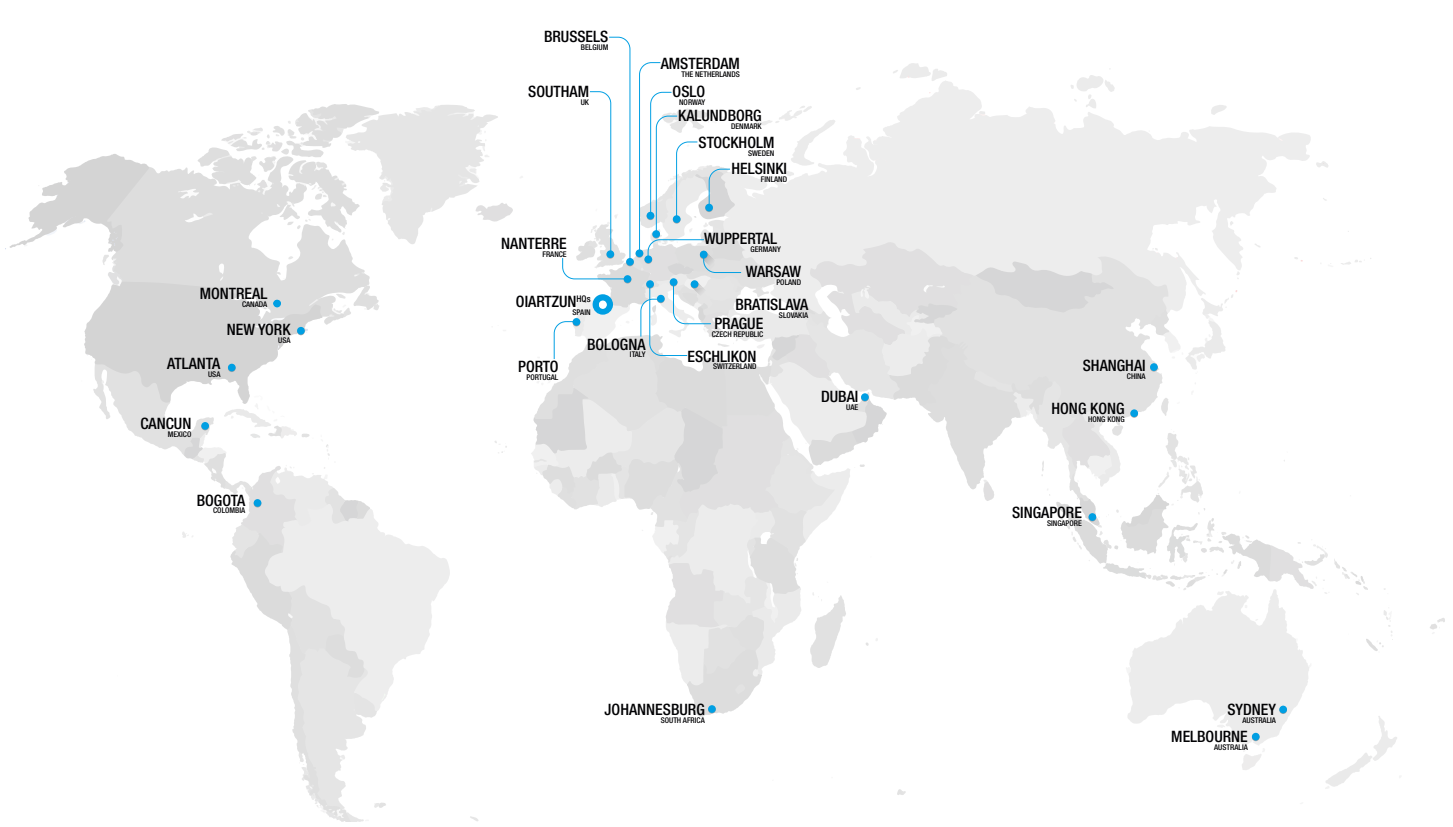 BRUSSELS
BELGIUM
AMSTERDAM
THE NETHERLANDS
SOUTHAM
UK
OSLO
NORWAY
KALUNDBORG
DENMARK
STOCKHOLM
SWEDEN
HELSINKI
FINLAND
NANTERRE
FRANCE
WUPPERTAL
GERMANY
WARSAW
POLAND
MONTREAL
CANADA
OIARTZUN HQs
SPAIN
BRATISLAVA
SLOVAKIA
NEW YORK
USA
PRAGUE
CZECH REPUBLIC
BOLOGNA
ITALY
ESCHLIKON
SWITZERLAND
ATLANTA
USA
PORTO
PORTUGAL
SHANGHAI
CHINA
DUBAI
UAE
HONG KONG
HONG KONG
CANCUN
MEXICO
BOGOTA
COLOMBIA
SINGAPORE
SINGAPORE
JOHANNESBURG
SOUTH AFRICA
SYDNEY
AUSTRALIA
MELBOURNE
AUSTRALIA